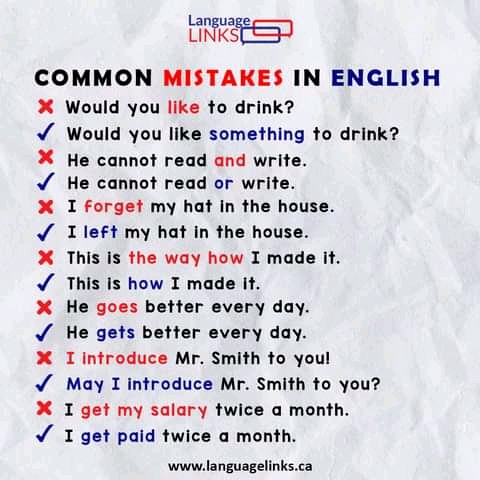 Language
LINKS
COMMON MISTAKES IN ENGLISH
❌ Would you like to drink?
✓ Would you like something to drink?
❌ He cannot read and write.
✓ He cannot read or write.
❌ I forget my hat in the house.
✓ I left my hat in the house.
❌ This is the way how I made it.
✓ This is how I made it.
❌ He goes better every day.
✓ He gets better every day.
❌ I introduce Mr. Smith to you!
✓ May I introduce Mr. Smith to you?
❌ I get my salary twice a month.
✓ I get paid twice a month.
www.languagelinks.ca